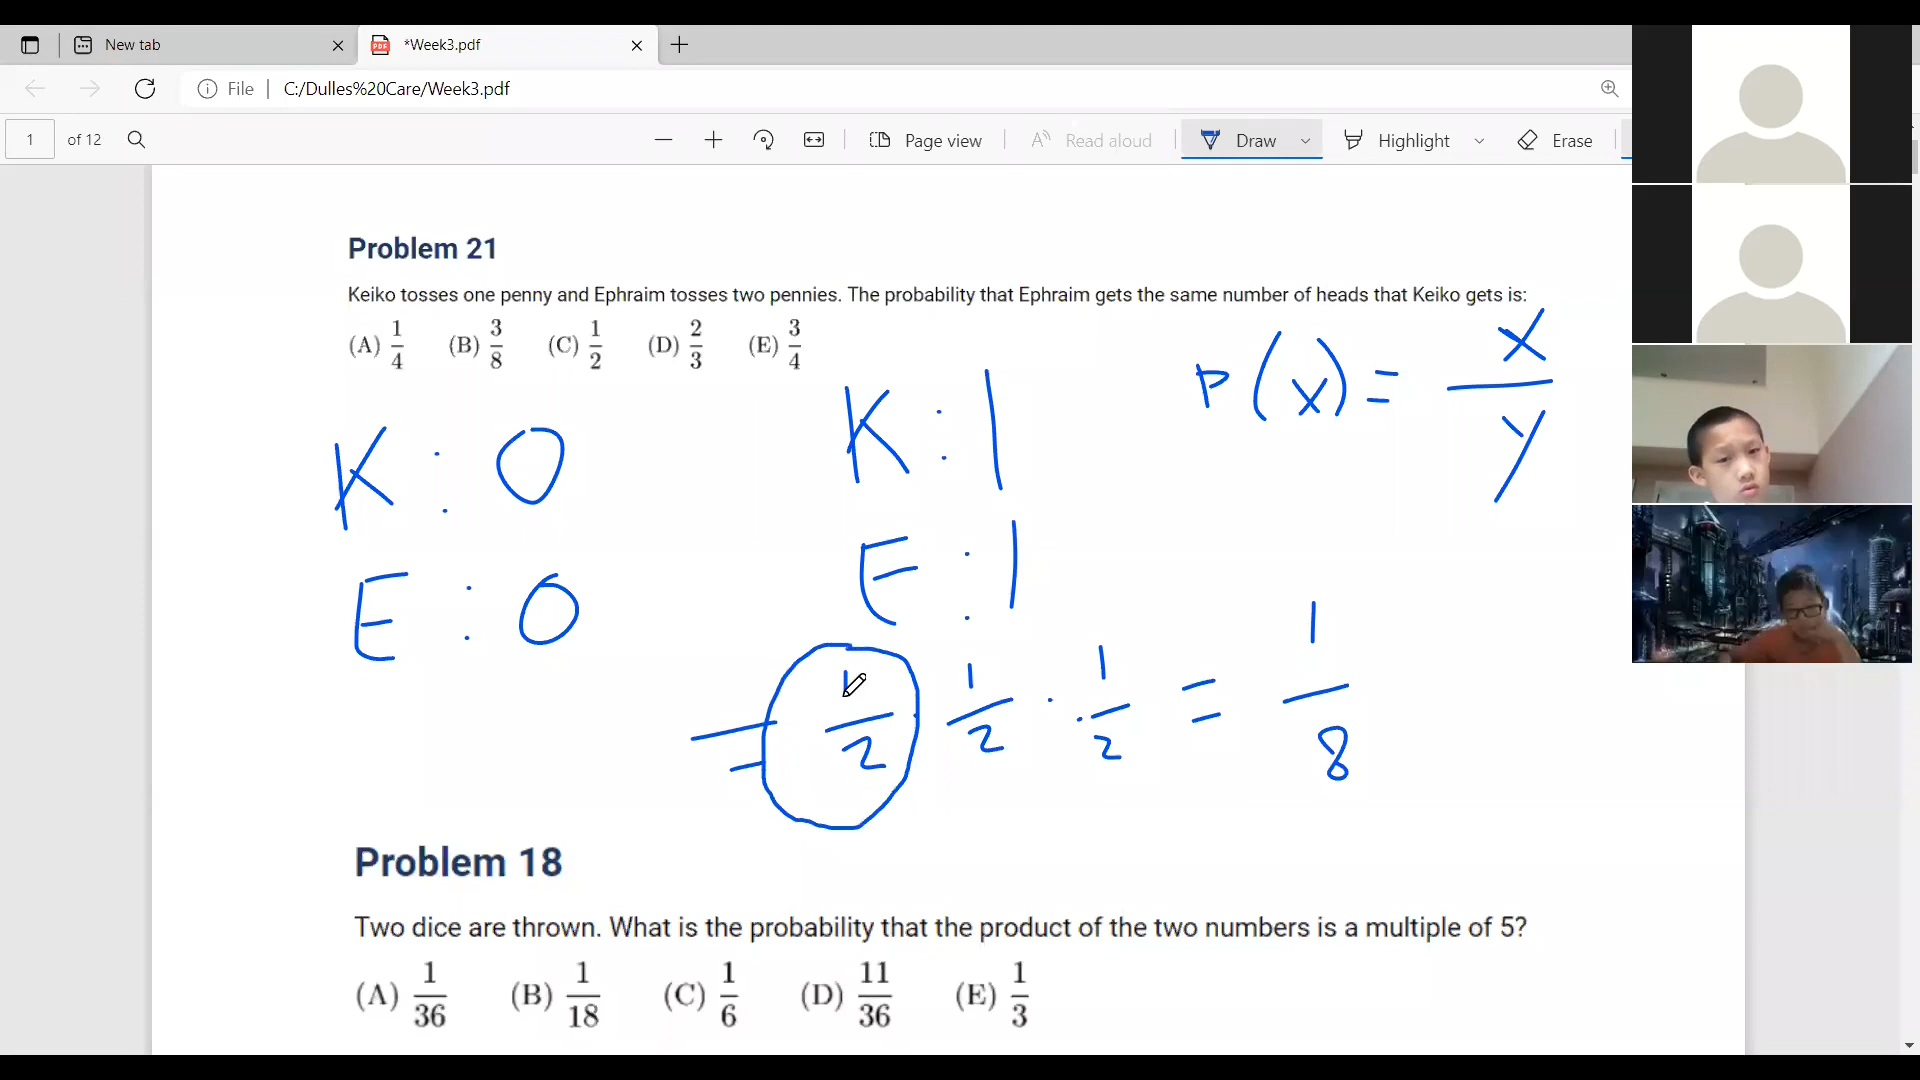 New tab
*Week3.pdf
File C:/Dulles%20Care/Week3.pdf
1 of 12 Page view Read aloud Draw Highlight Erase
Problem 21
Keiko tosses one penny and Ephraim tosses two pennies. The probability that Ephraim gets the same number of heads that Keiko gets is:
(A) 1/4 (B) 3/8 (C) 1/2 (D) 2/3 (E) 3/4
P(x) = x/y
K : 0
E : 0
K : 1
E : 1
= 1/2 · 1/2 · 1/2 = 1/8
Problem 18
Two dice are thrown. What is the probability that the product of the two numbers is a multiple of 5?
(A) 1/36 (B) 1/18 (C) 1/6 (D) 11/36 (E) 1/3